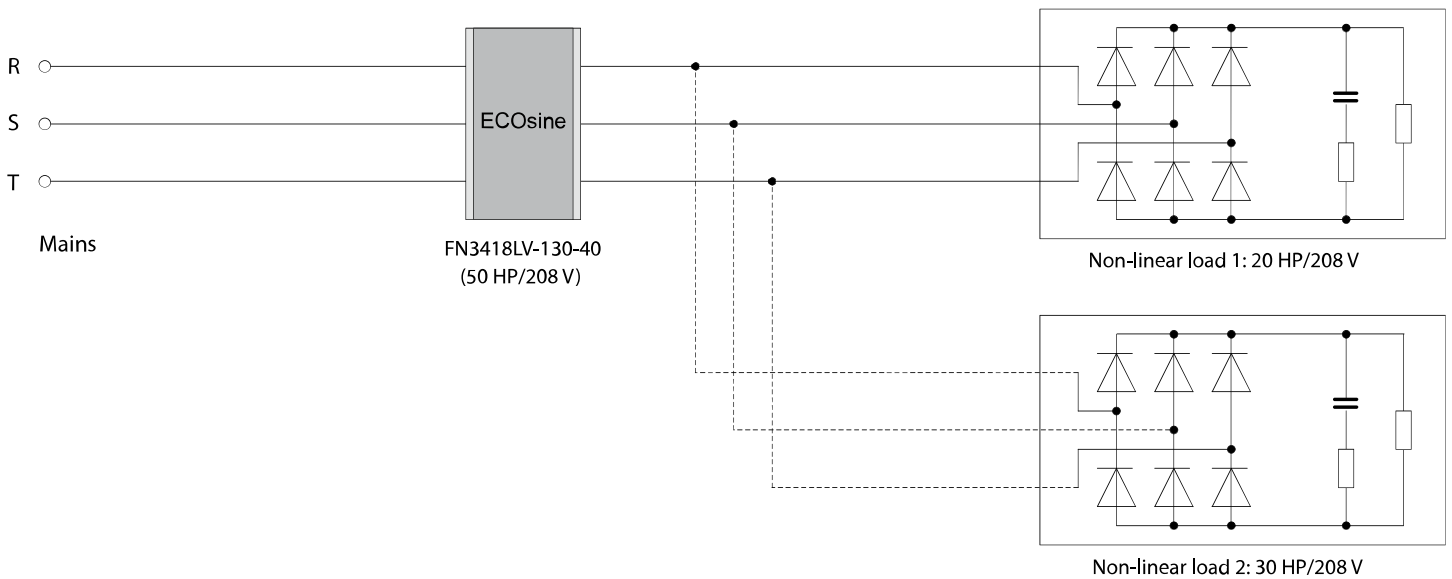 R
S
T
Mains
ECOsine
FN3418LV-130-40
(50 HP/208 V)
Non-linear load 1: 20 HP/208 V
Non-linear load 2: 30 HP/208 V